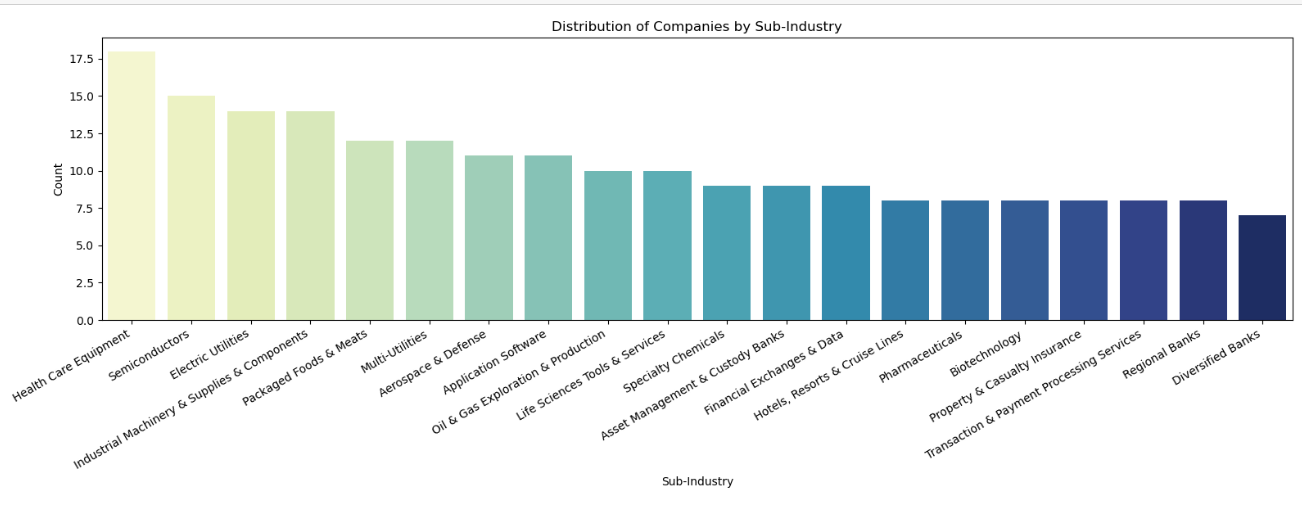 Distribution of Companies by Sub-Industry
Count
17.5
15.0
12.5
10.0
7.5
5.0
2.5
0.0
Health Care Equipment
Semiconductors
Electric Utilities
Industrial Machinery & Supplies & Components
Packaged Foods & Meats
Multi-Utilities
Aerospace & Defense
Application Software
Oil & Gas Exploration & Production
Life Sciences Tools & Services
Specialty Chemicals
Asset Management & Custody Banks
Financial Exchanges & Data
Hotels, Resorts & Cruise Lines
Pharmaceuticals
Biotechnology
Property & Casualty Insurance
Transaction & Payment Processing Services
Regional Banks
Diversified Banks
Sub-Industry